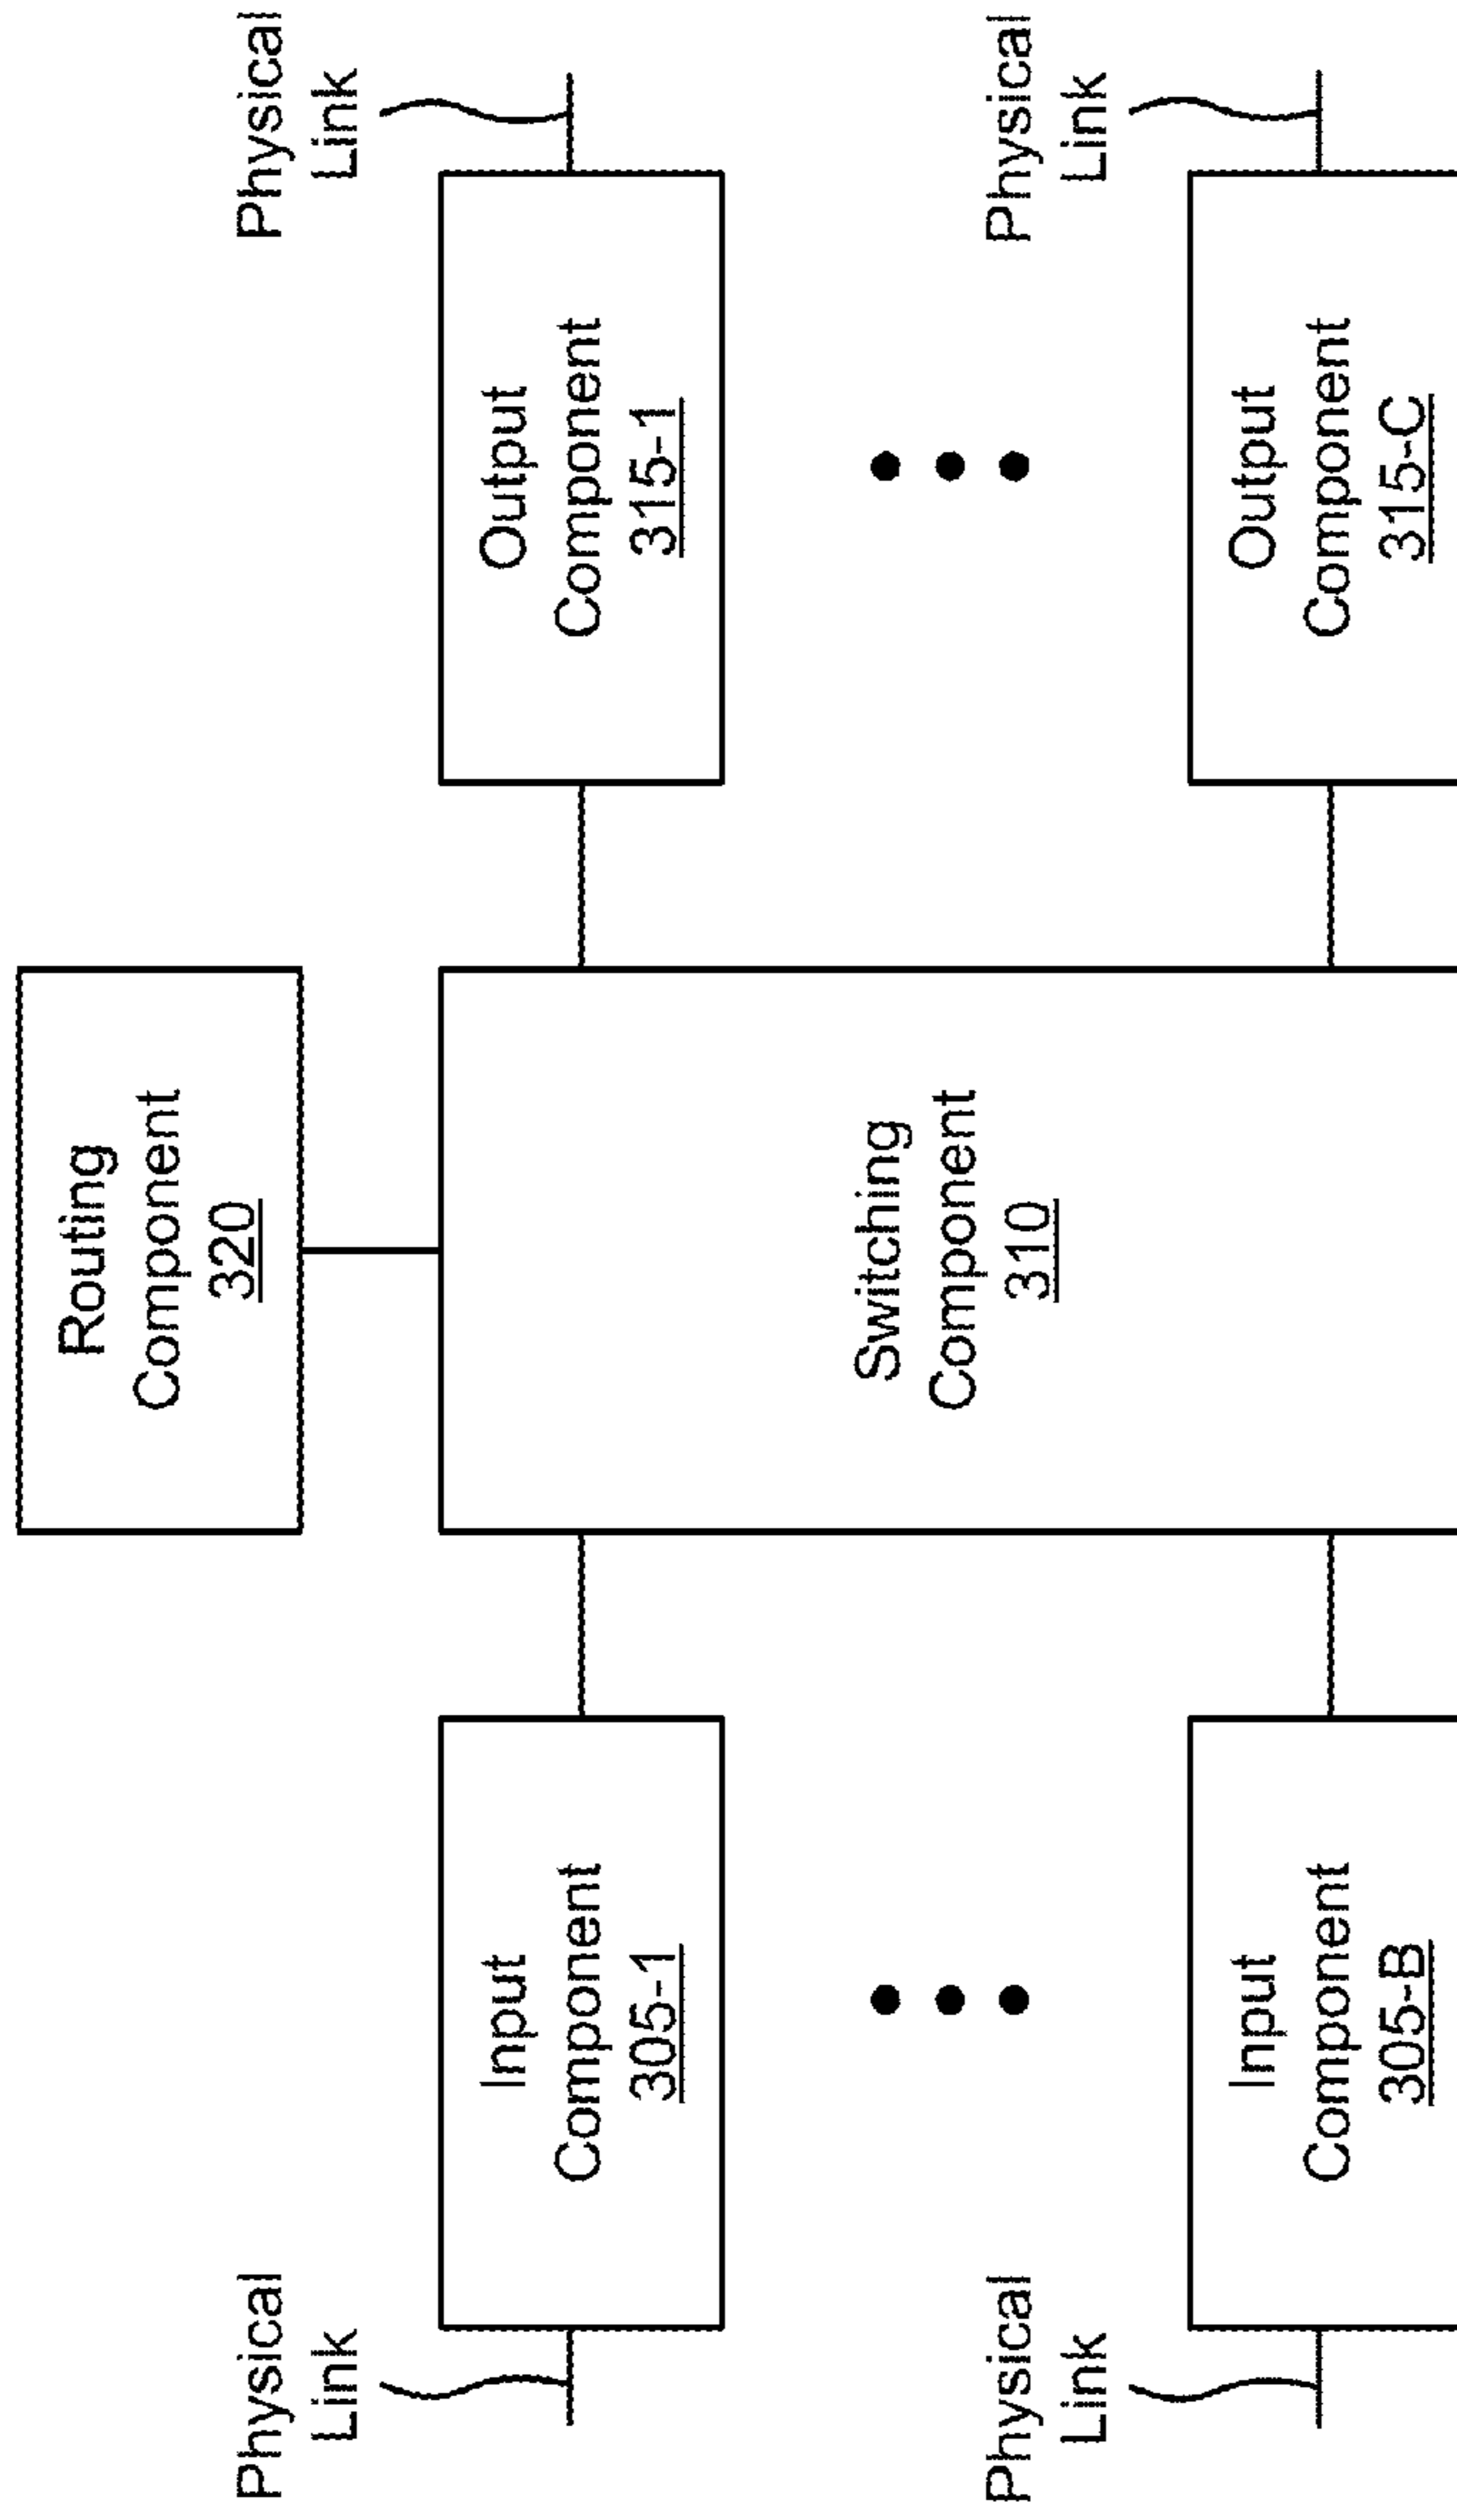 Routing
Component
320
Physical
Link
Input
Component
305-1
Physical
Link
Output
Component
315-1
Switching
Component
310
Physical
Link
Input
Component
305-B
Physical
Link
Output
Component
315-C